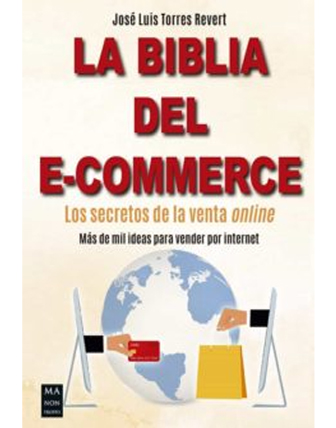 José Luis Torres Revert
LA BIBLIA
DEL
E-COMMERCE
Los secretos de la venta online
Más de mil ideas para vender por internet
MA
NON
TROPPO